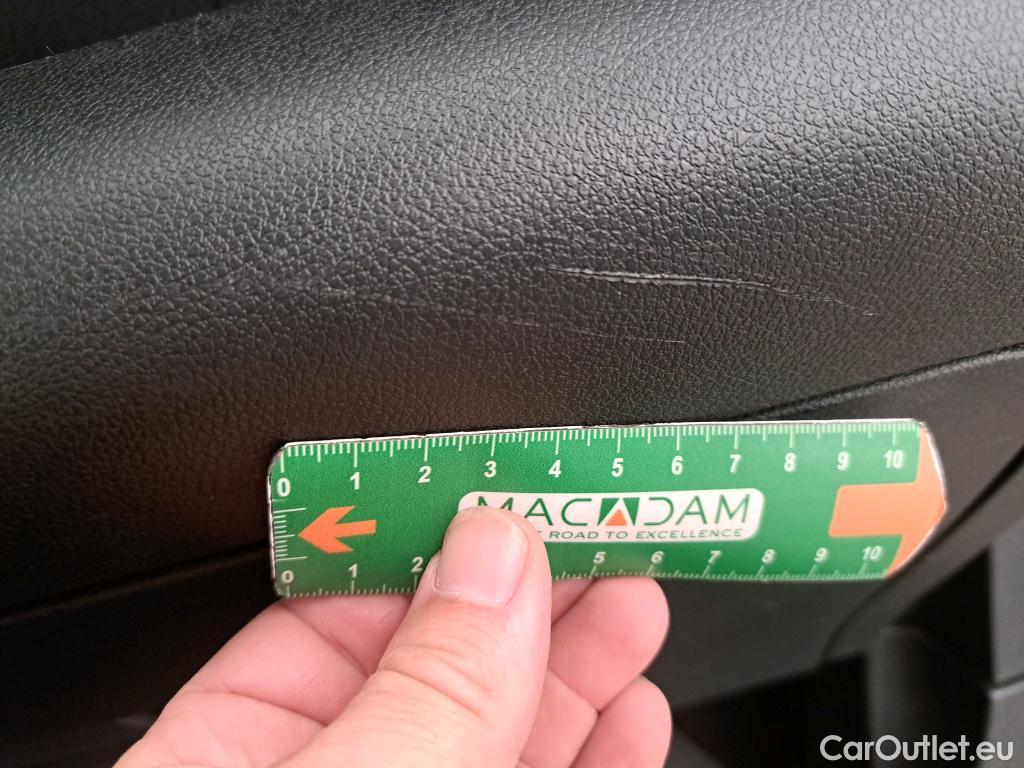 0 1 2 3 4 5 6 7 8 9 10
MACADAM
ROAD TO EXCELLENCE
0 1 2 5 6 7 8 9 10
CarOutlet.eu